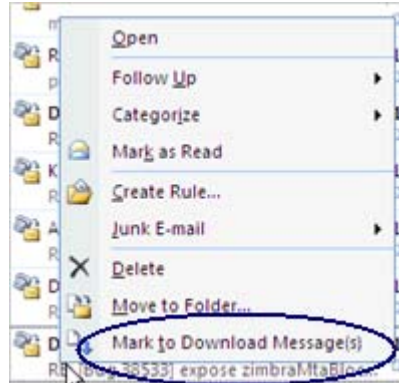 Open
Follow Up
Categorize
Mark as Read
Create Rule...
Junk E-mail
Delete
Move to Folder...
Mark to Download Message(s)
RE: [Bug 38533] expose zimbraMtaBloc...